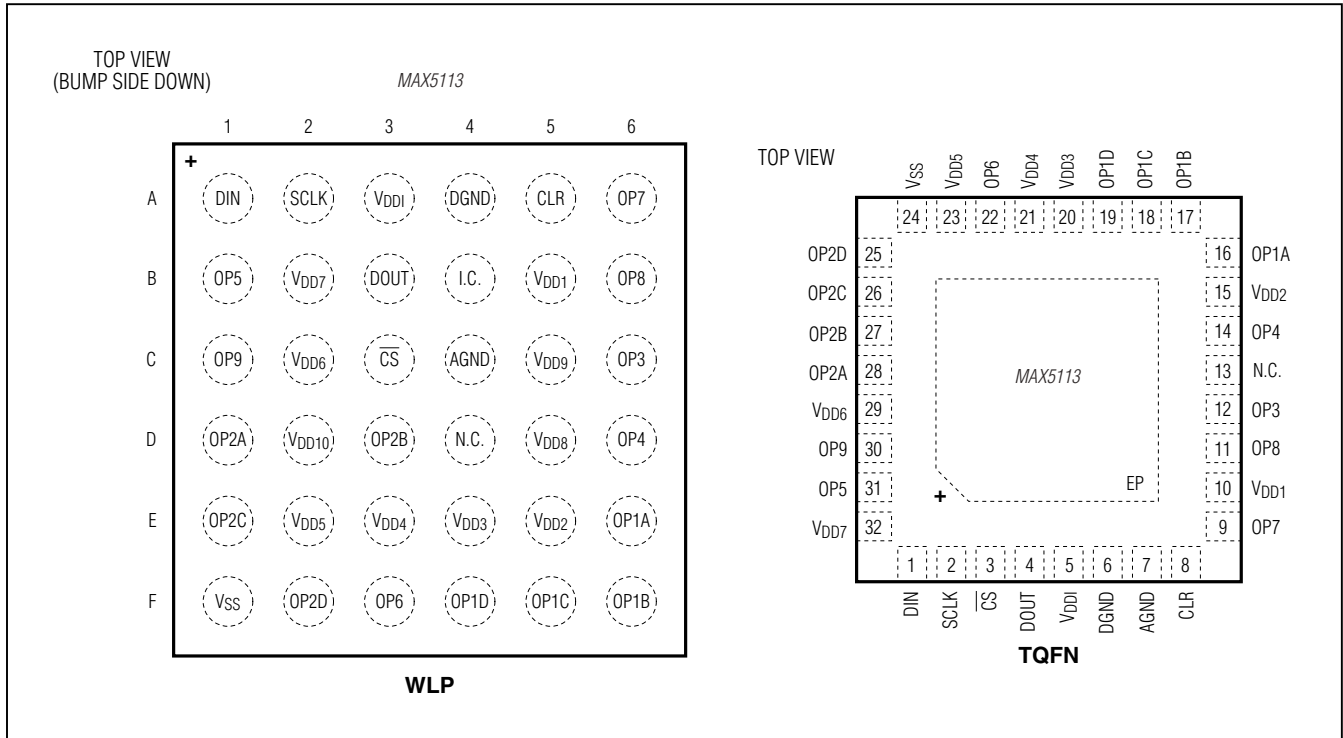 TOP VIEW
(BUMP SIDE DOWN)
MAX5113
1 2 3 4 5 6
+
A DIN SCLK VDDI DGND CLR OP7
B OP5 VDD7 DOUT I.C. VDD1 OP8
C OP9 VDD6 C̅S̅ AGND VDD9 OP3
D OP2A VDD10 OP2B N.C. VDD8 OP4
E OP2C VDD5 VDD4 VDD3 VDD2 OP1A
F VSS OP2D OP6 OP1D OP1C OP1B
WLP
TOP VIEW
VSS VDD5 OP6 VDD4 VDD3 OP1D OP1C OP1B
24 23 22 21 20 19 18 17
OP2D 25 16 OP1A
OP2C 26 15 VDD2
OP2B 27 14 OP4
OP2A 28 MAX5113 13 N.C.
VDD6 29 12 OP3
OP9 30 11 OP8
OP5 31 + EP 10 VDD1
VDD7 32 9 OP7
1 2 3 4 5 6 7 8
DIN SCLK C̅S̅ DOUT VDDI DGND AGND CLR
TQFN